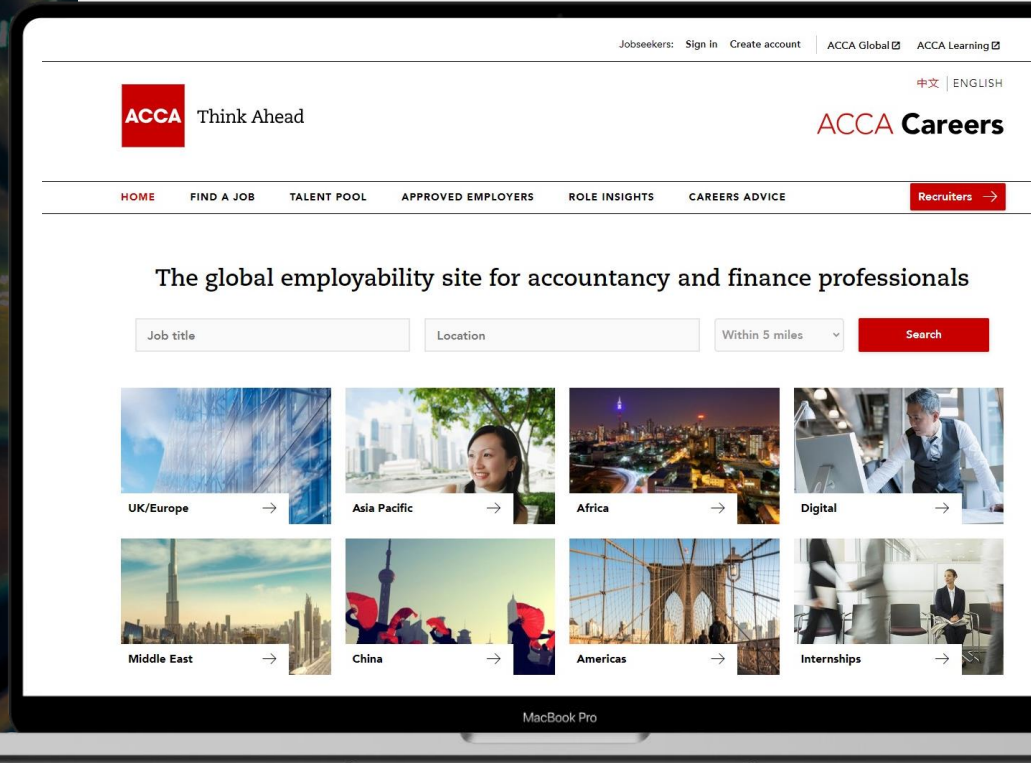 Jobseekers: Sign in Create account ACCA Global ACCA Learning
中文 ENGLISH
ACCA Think Ahead
ACCA Careers
HOME FIND A JOB TALENT POOL APPROVED EMPLOYERS ROLE INSIGHTS CAREERS ADVICE Recruiters →
The global employability site for accountancy and finance professionals
Job title Location Within 5 miles Search
UK/Europe → Asia Pacific → Africa → Digital →
Middle East → China → Americas → Internships →
MacBook Pro